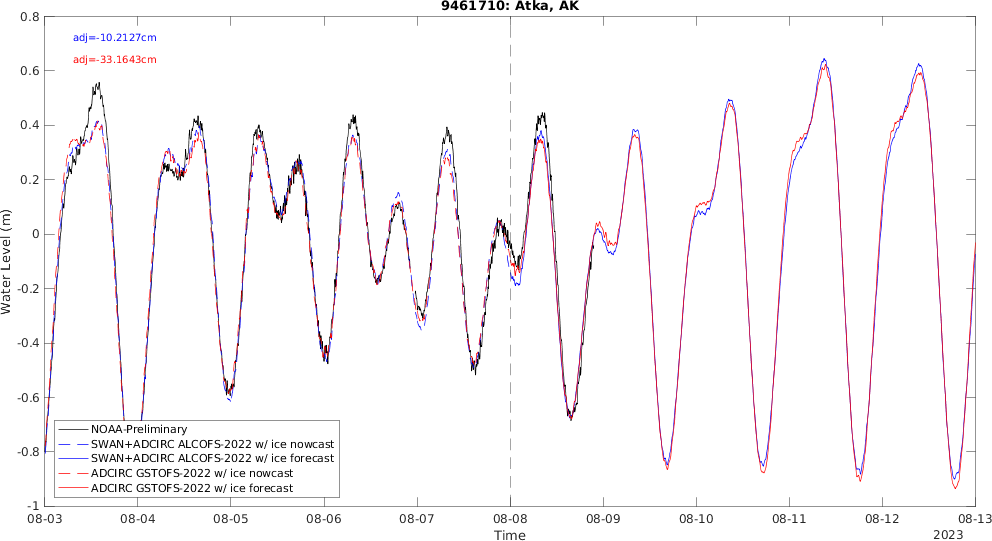 9461710: Atka, AK
adj=-10.2127cm
adj=-33.1643cm
0.8
0.6
0.4
0.2
0
-0.2
-0.4
-0.6
-0.8
-1
Water Level (m)
NOAA-Preliminary
SWAN+ADCIRC ALCOFS-2022 w/ ice nowcast
SWAN+ADCIRC ALCOFS-2022 w/ ice forecast
ADCIRC GSTOFS-2022 w/ ice nowcast
ADCIRC GSTOFS-2022 w/ ice forecast
08-03 08-04 08-05 08-06 08-07 08-08 08-09 08-10 08-11 08-12 08-13
Time
2023